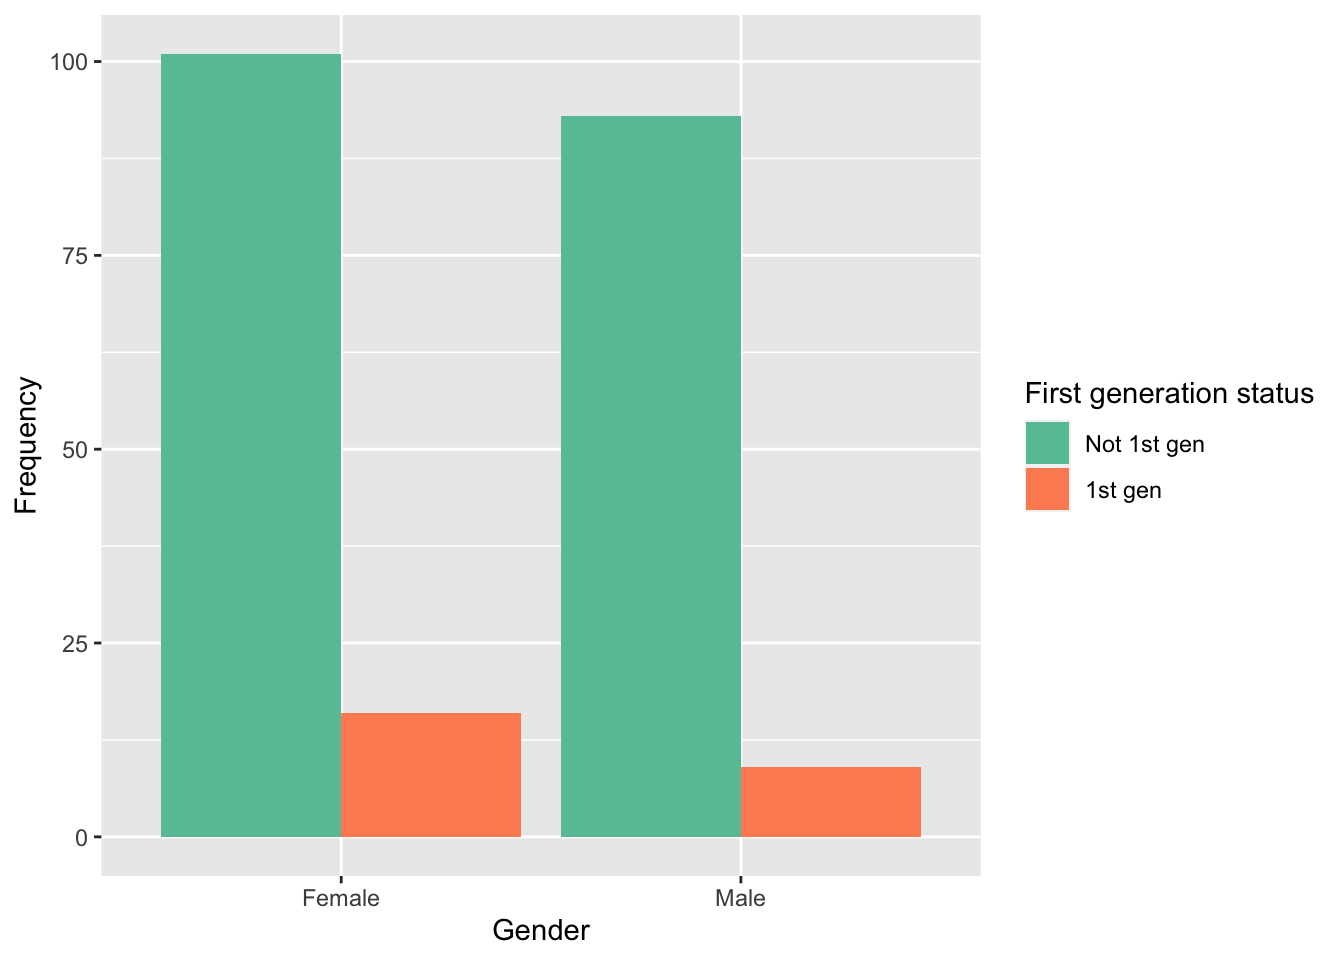 100
75
50
25
0
Frequency
Female
Male
Gender
First generation status
Not 1st gen
1st gen